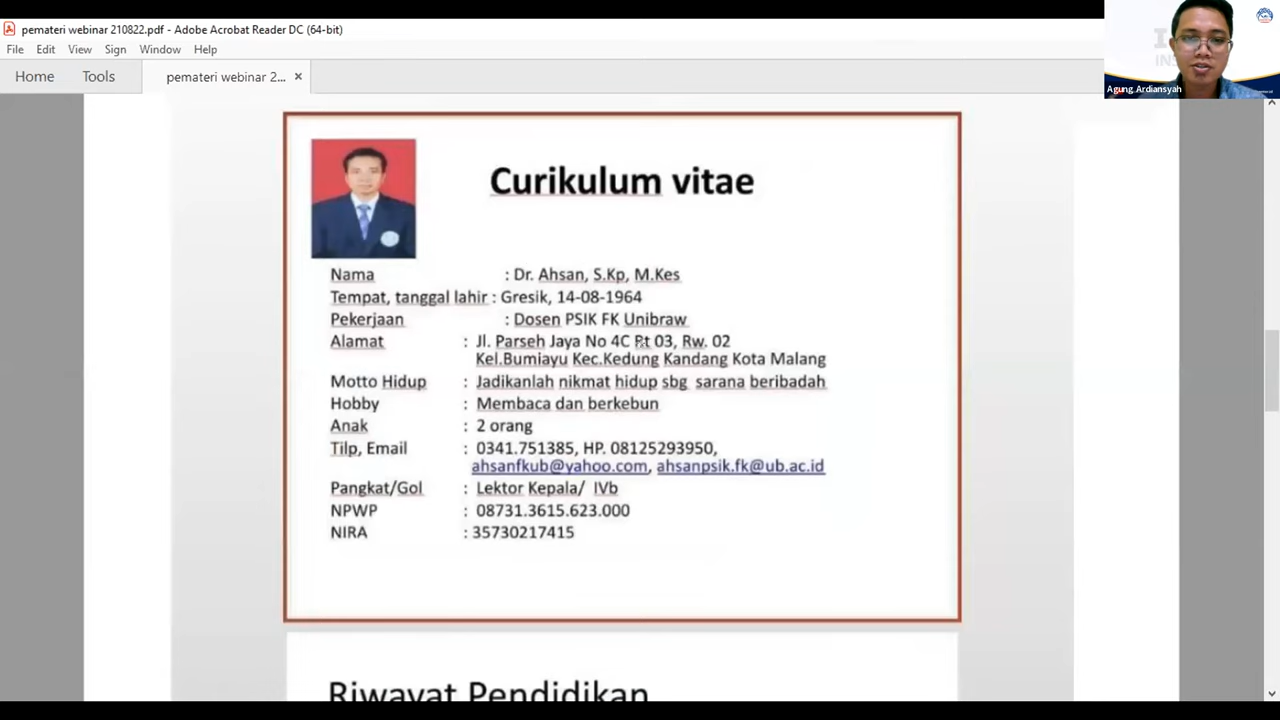 pemateri webinar 210822.pdf - Adobe Acrobat Reader DC (64-bit)
File Edit View Sign Window Help
Home Tools pemateri webinar 2... ×
Agung Ardiansyah
Curikulum vitae
Nama : Dr. Ahsan, S.Kp, M.Kes
Tempat, tanggal lahir : Gresik, 14-08-1964
Pekerjaan : Dosen PSIK FK Unibraw
Alamat : Jl. Parseh Jaya No 4C Rt 03, Rw. 02
Kel.Bumiayu Kec.Kedung Kandang Kota Malang
Motto Hidup : Jadikanlah nikmat hidup sbg sarana beribadah
Hobby : Membaca dan berkebun
Anak : 2 orang
Tilp, Email : 0341.751385, HP. 08125293950,
ahsanfkub@yahoo.com, ahsanpsik.fk@ub.ac.id
Pangkat/Gol : Lektor Kepala/ IVb
NPWP : 08731.3615.623.000
NIRA : 35730217415
Riwayat Pendidikan